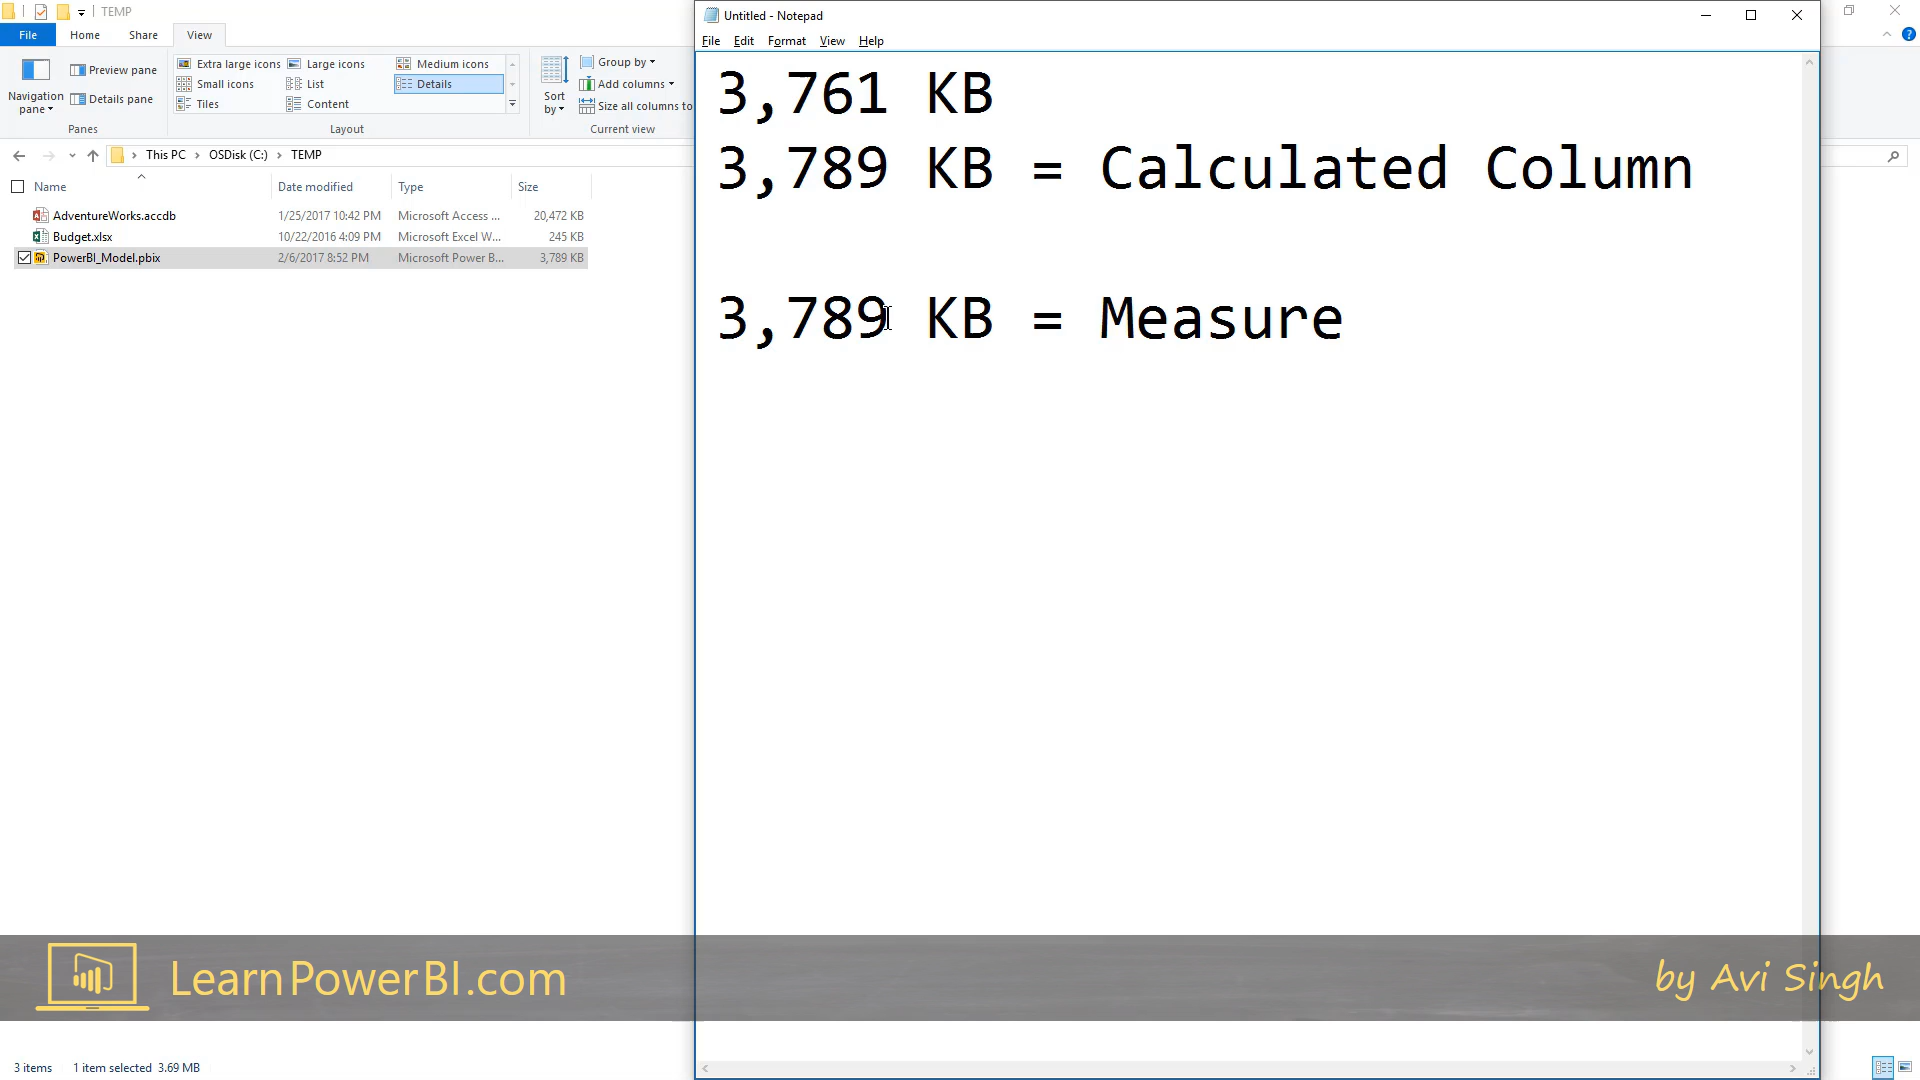 TEMP
File Home Share View
Navigation pane
Preview pane
Details pane
Panes
Extra large icons Large icons Medium icons
Small icons List Details
Tiles Content
Layout
Sort by
Group by
Add columns
Size all columns to
Current view
This PC OSDisk (C:) TEMP
Name Date modified Type Size
AdventureWorks.accdb 1/25/2017 10:42 PM Microsoft Access ... 20,472 KB
Budget.xlsx 10/22/2016 4:09 PM Microsoft Excel W... 245 KB
PowerBI_Model.pbix 2/6/2017 8:52 PM Microsoft Power B... 3,789 KB
Untitled - Notepad
File Edit Format View Help
3,761 KB
3,789 KB = Calculated Column
3,789 KB = Measure
LearnPowerBI.com
by Avi Singh
3 items 1 item selected 3.69 MB